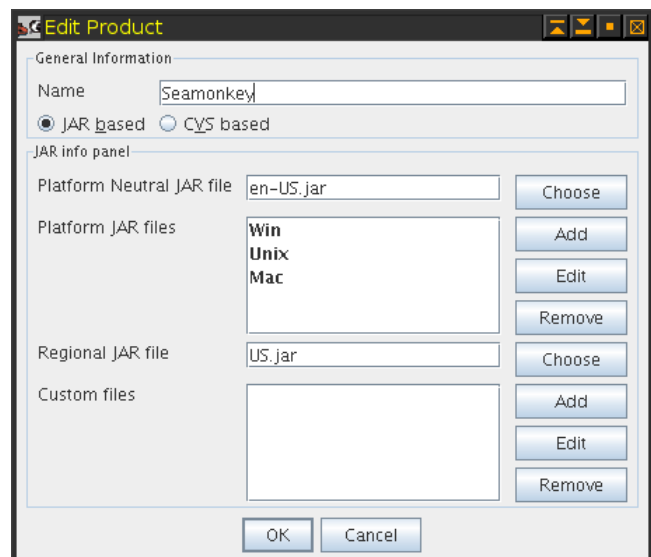 Edit Product
General Information
Name Seamonkey
JAR based CVS based
JAR info panel
Platform Neutral JAR file en-US.jar Choose
Platform JAR files Win Add
Unix
Mac Edit
Remove
Regional JAR file US.jar Choose
Custom files Add
Edit
Remove
OK Cancel